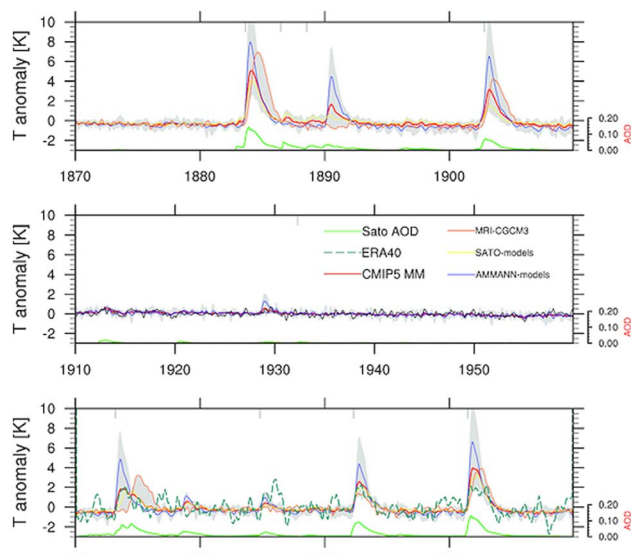 10
8
6
4
2
0
-2
T anomaly [K]
0.20
0.10
0.00
AOD
1870 1880 1890 1900
10
8
6
4
2
0
-2
T anomaly [K]
Sato AOD
ERA40
CMIP5 MM
MRI-CGCM3
SATO-models
AMMANN-models
0.20
0.10
0.00
AOD
1910 1920 1930 1940 1950
10
8
6
4
2
0
-2
T anomaly [K]
0.20
0.10
0.00
AOD